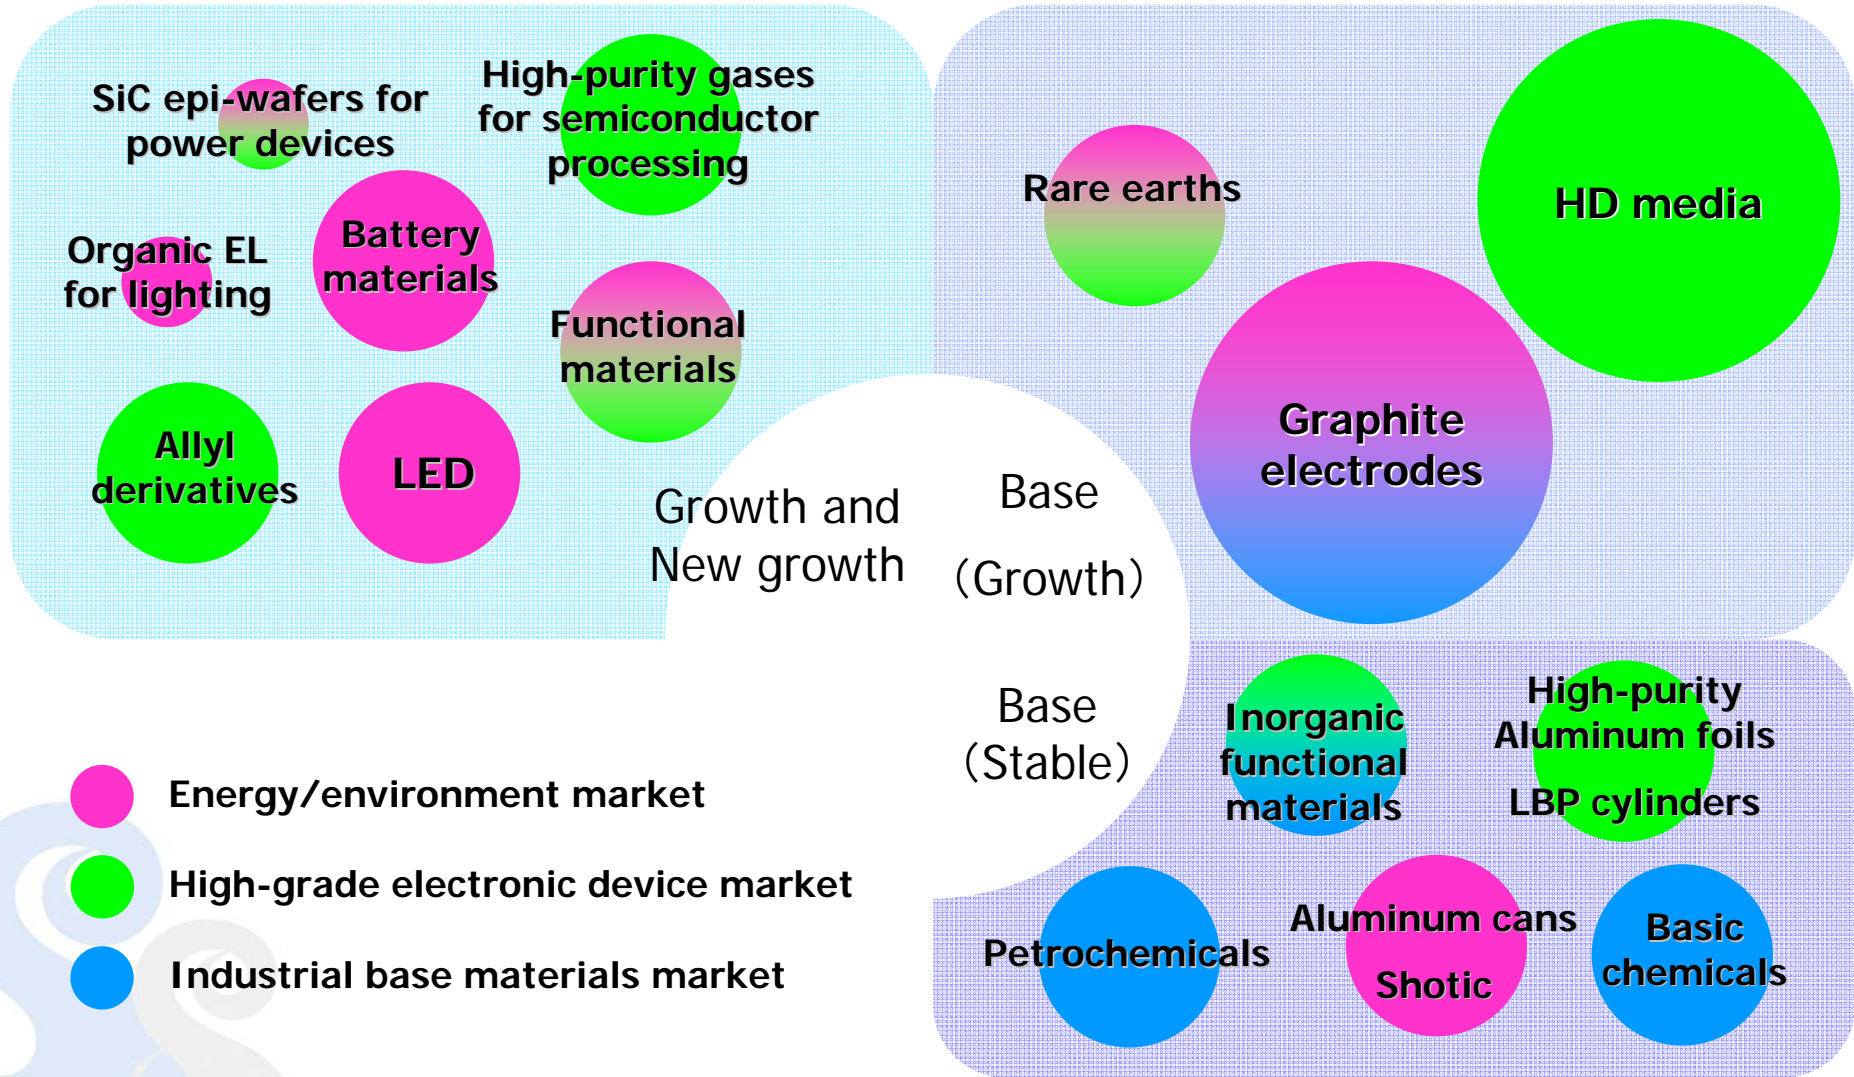 SiC epi-wafers for
power devices
High-purity gases
for semiconductor
processing
Organic EL
for lighting
Battery
materials
Functional
materials
Allyl
derivatives
LED
Growth and
New growth
Rare earths
HD media
Graphite
electrodes
Base
(Growth)
Base
(Stable)
Inorganic
functional
materials
High-purity
Aluminum foils
LBP cylinders
Petrochemicals
Aluminum cans
Shotic
Basic
chemicals
Energy/environment market
High-grade electronic device market
Industrial base materials market